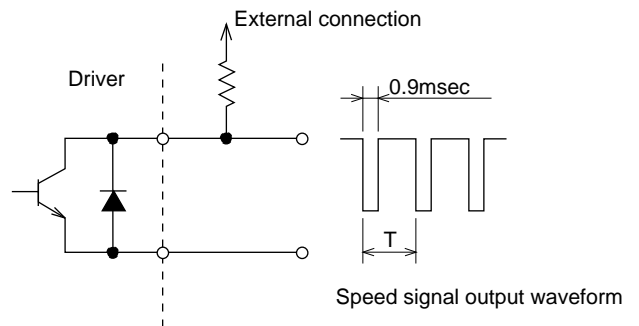 External connection
Driver
0.9msec
T
Speed signal output waveform